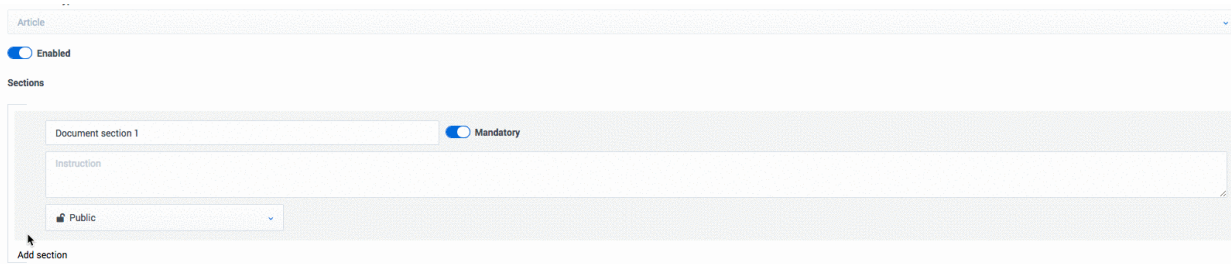 Article
Enabled
Sections
Document section 1
Mandatory
Instruction
Public
Add section